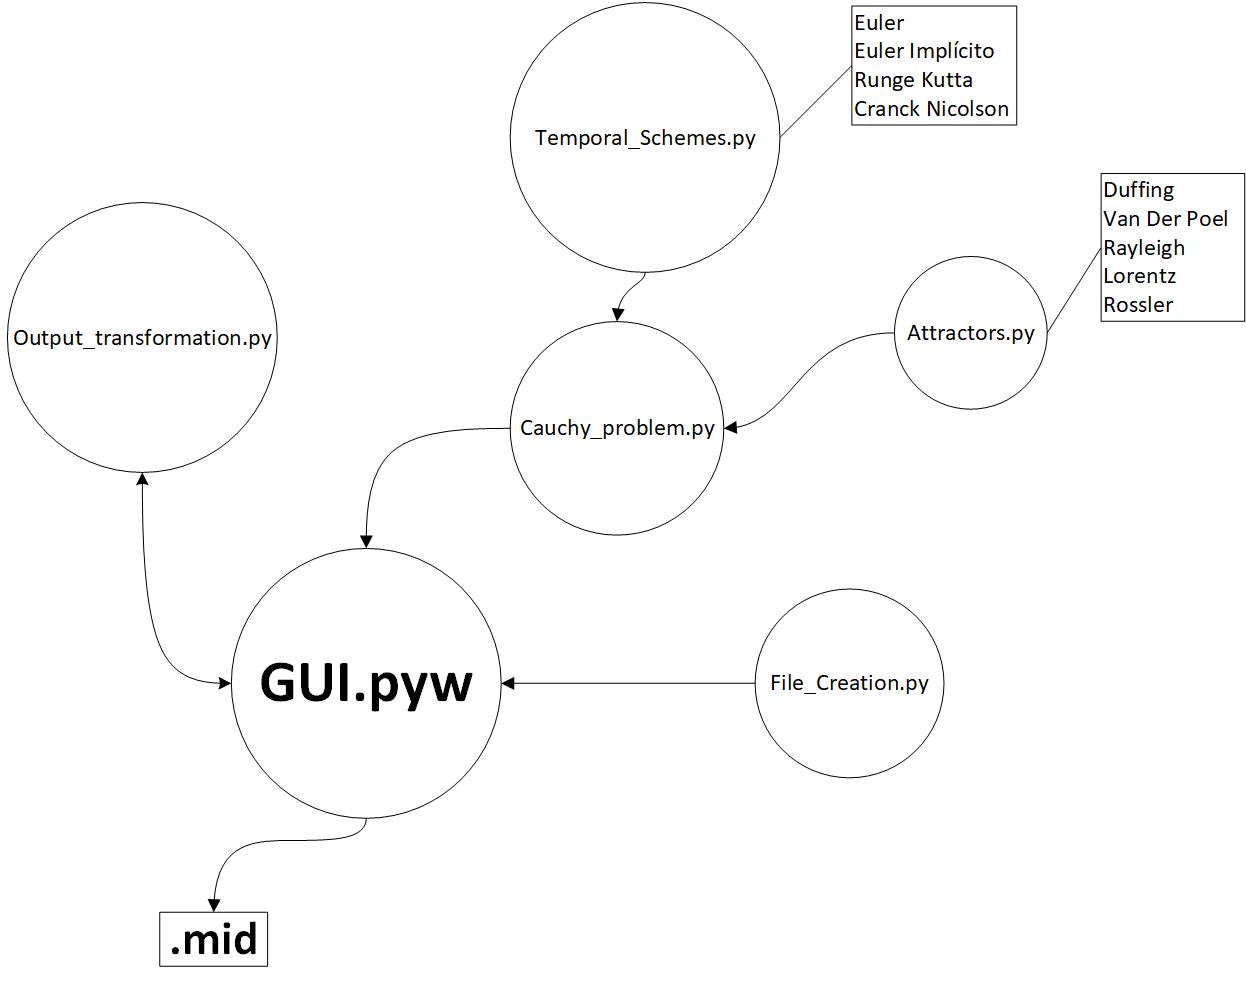 Euler
Euler Implícito
Runge Kutta
Cranck Nicolson
Temporal_Schemes.py
Duffing
Van Der Poel
Rayleigh
Lorentz
Rossler
Output_transformation.py
Attractors.py
Cauchy_problem.py
GUI.pyw
File_Creation.py
.mid